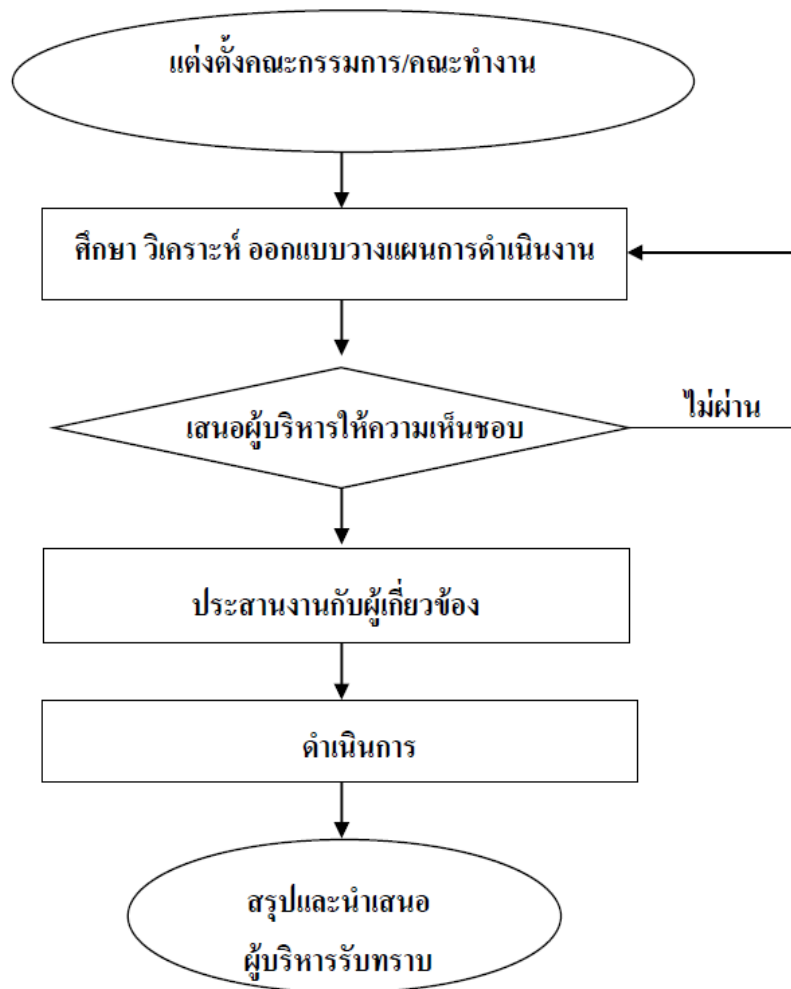 แต่งตั้งคณะกรรมการ/คณะทำงาน
ศึกษา วิเคราะห์ ออกแบบวางแผนการดำเนินงาน
เสนอผู้บริหารให้ความเห็นชอบ
ไม่ผ่าน
ประสานงานกับผู้เกี่ยวข้อง
ดำเนินการ
สรุปและนำเสนอ
ผู้บริหารรับทราบ